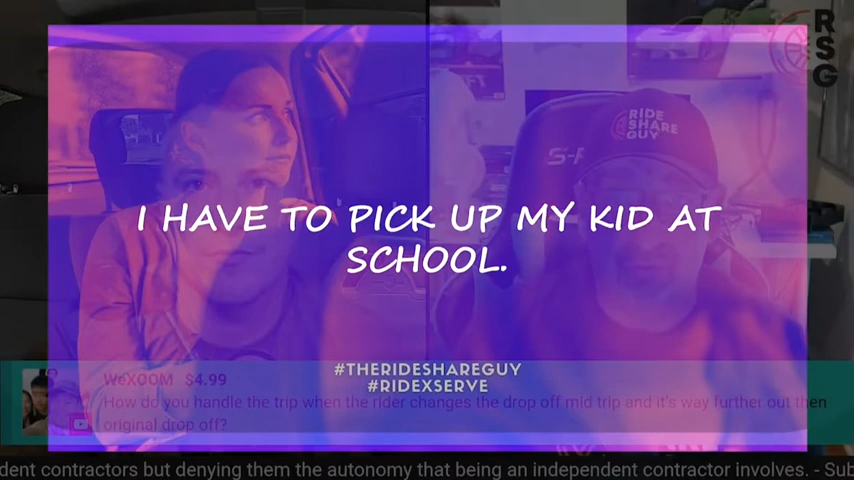 RSG
RIDE
SHARE
GUY
I HAVE TO PICK UP MY KID AT
SCHOOL.
#THERIDESHAREGUY
#RIDEXSERVE
WeXOOM $4.99
How do you handle the trip when the rider changes the drop off mid trip and it's way further out then
original drop off?
dent contractors but denying them the autonomy that being an independent contractor involves. - Sub